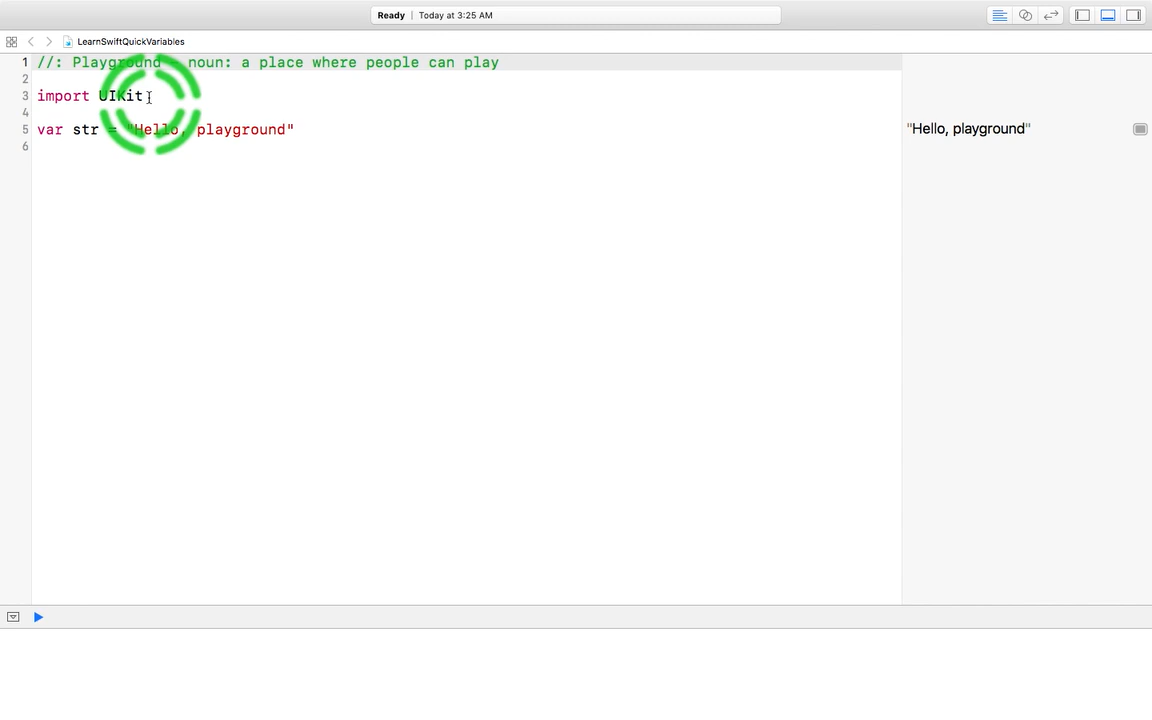 Ready | Today at 3:25 AM
LearnSwiftQuickVariables
1 //: Playground - noun: a place where people can play
2
3 import UIKit
4
5 var str = "Hello, playground"
6
"Hello, playground"